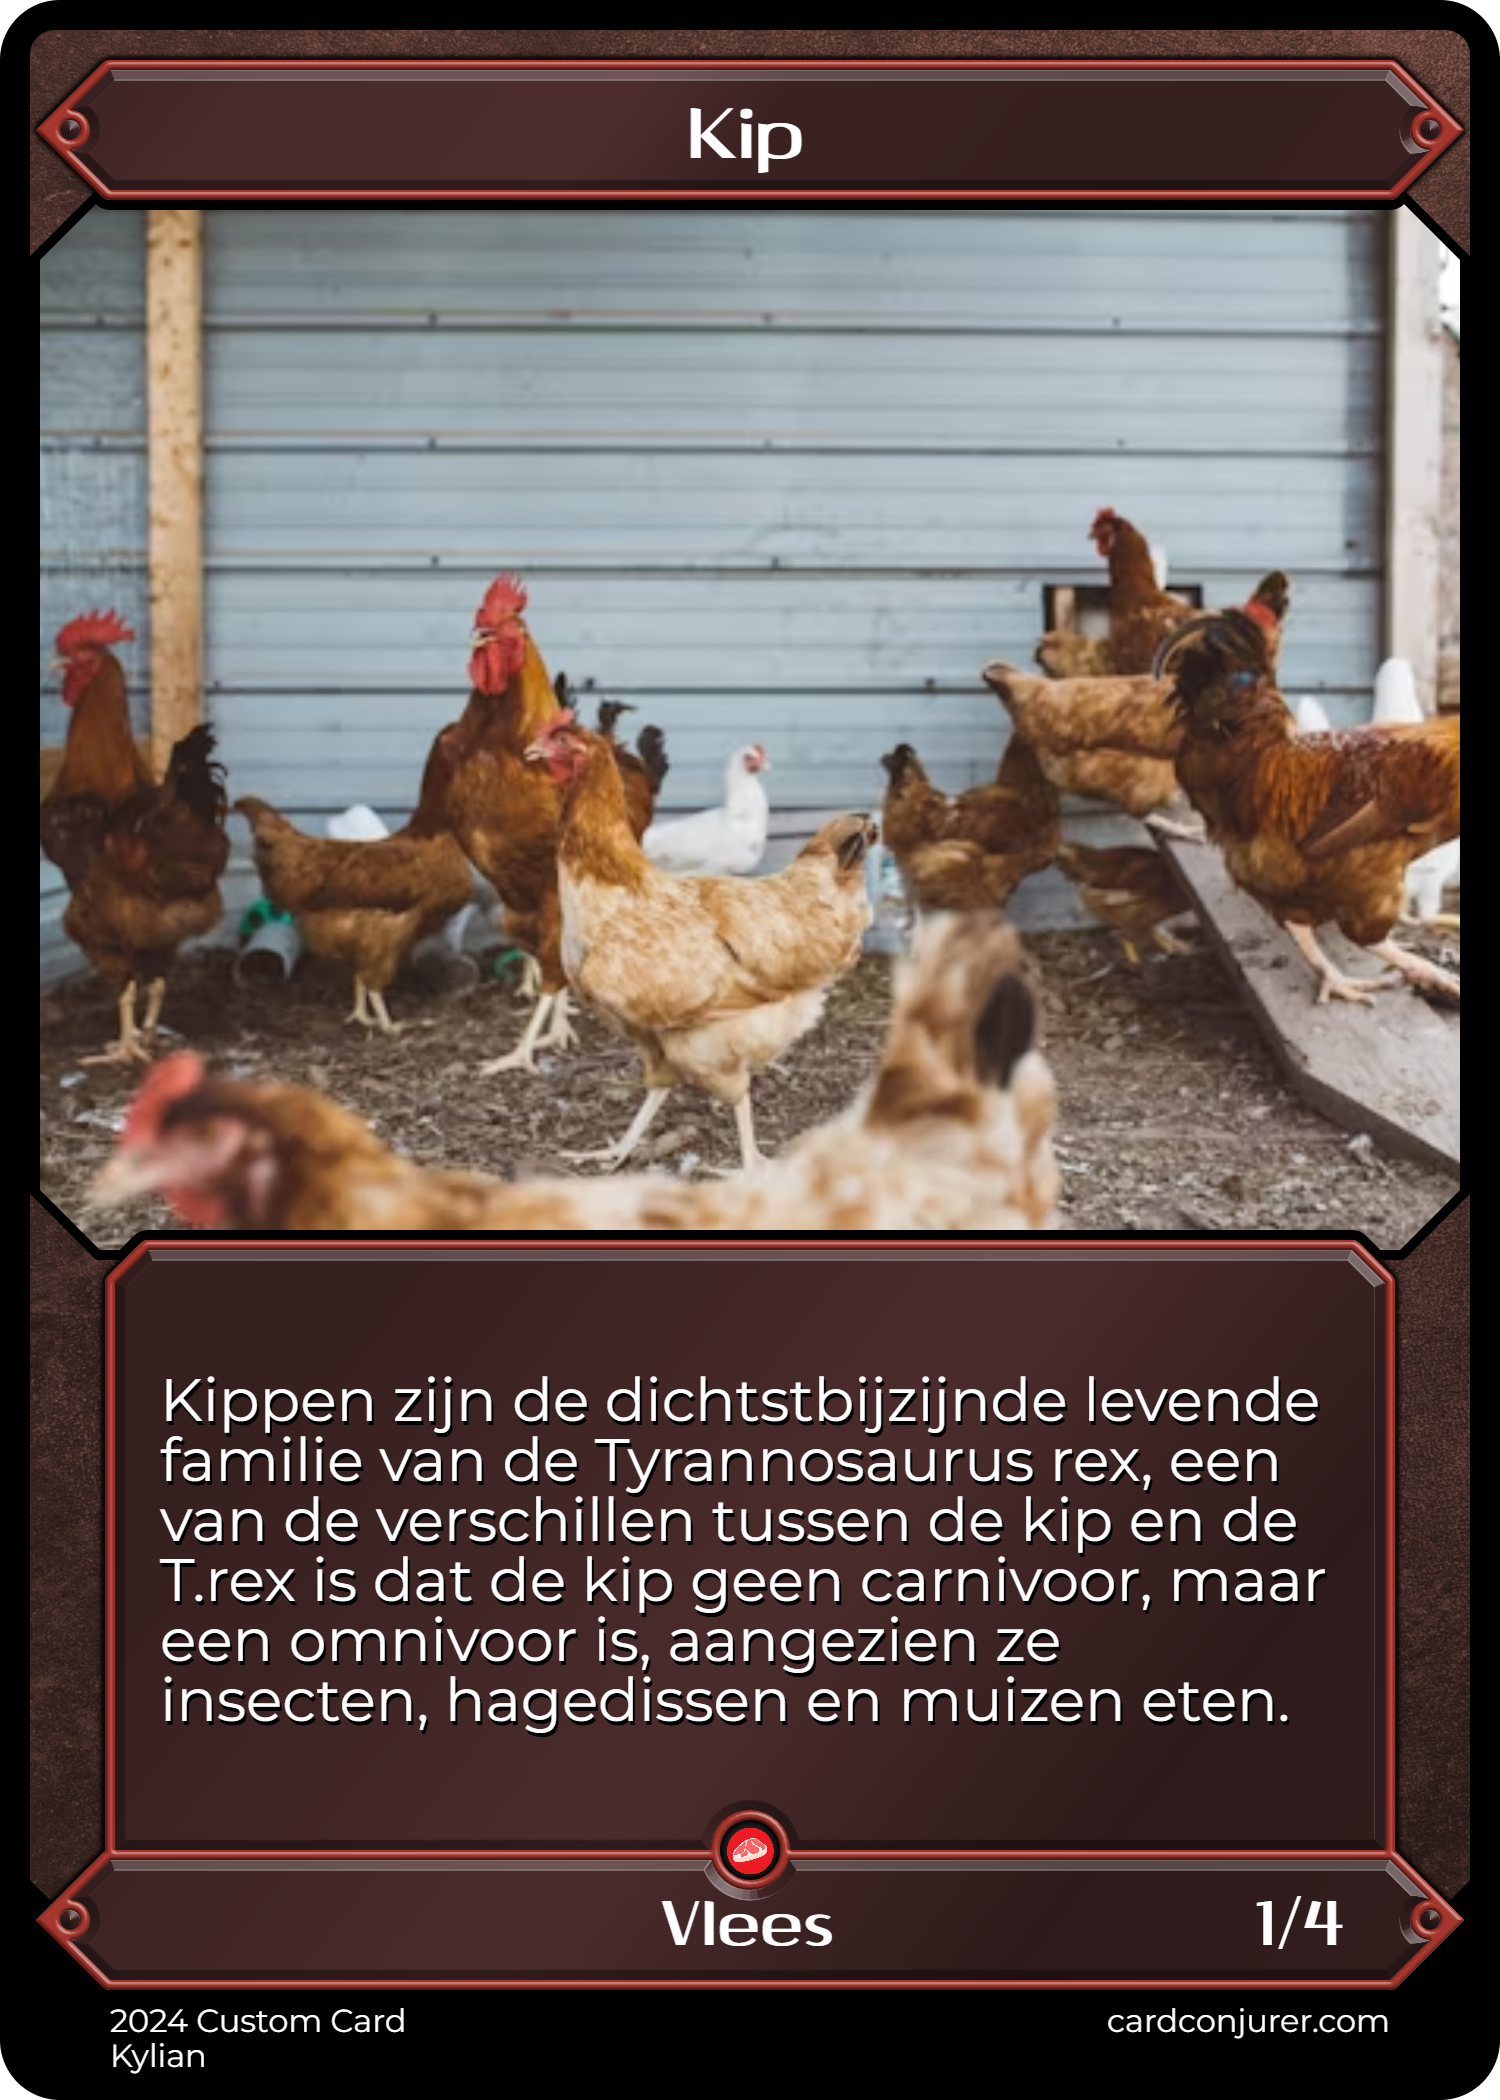 Kip
Kippen zijn de dichtstbijzijnde levende
familie van de Tyrannosaurus rex, een
van de verschillen tussen de kip en de
T.rex is dat de kip geen carnivoor, maar
een omnivoor is, aangezien ze
insecten, hagedissen en muizen eten.
Vlees
1/4
2024 Custom Card
Kylian
cardconjurer.com